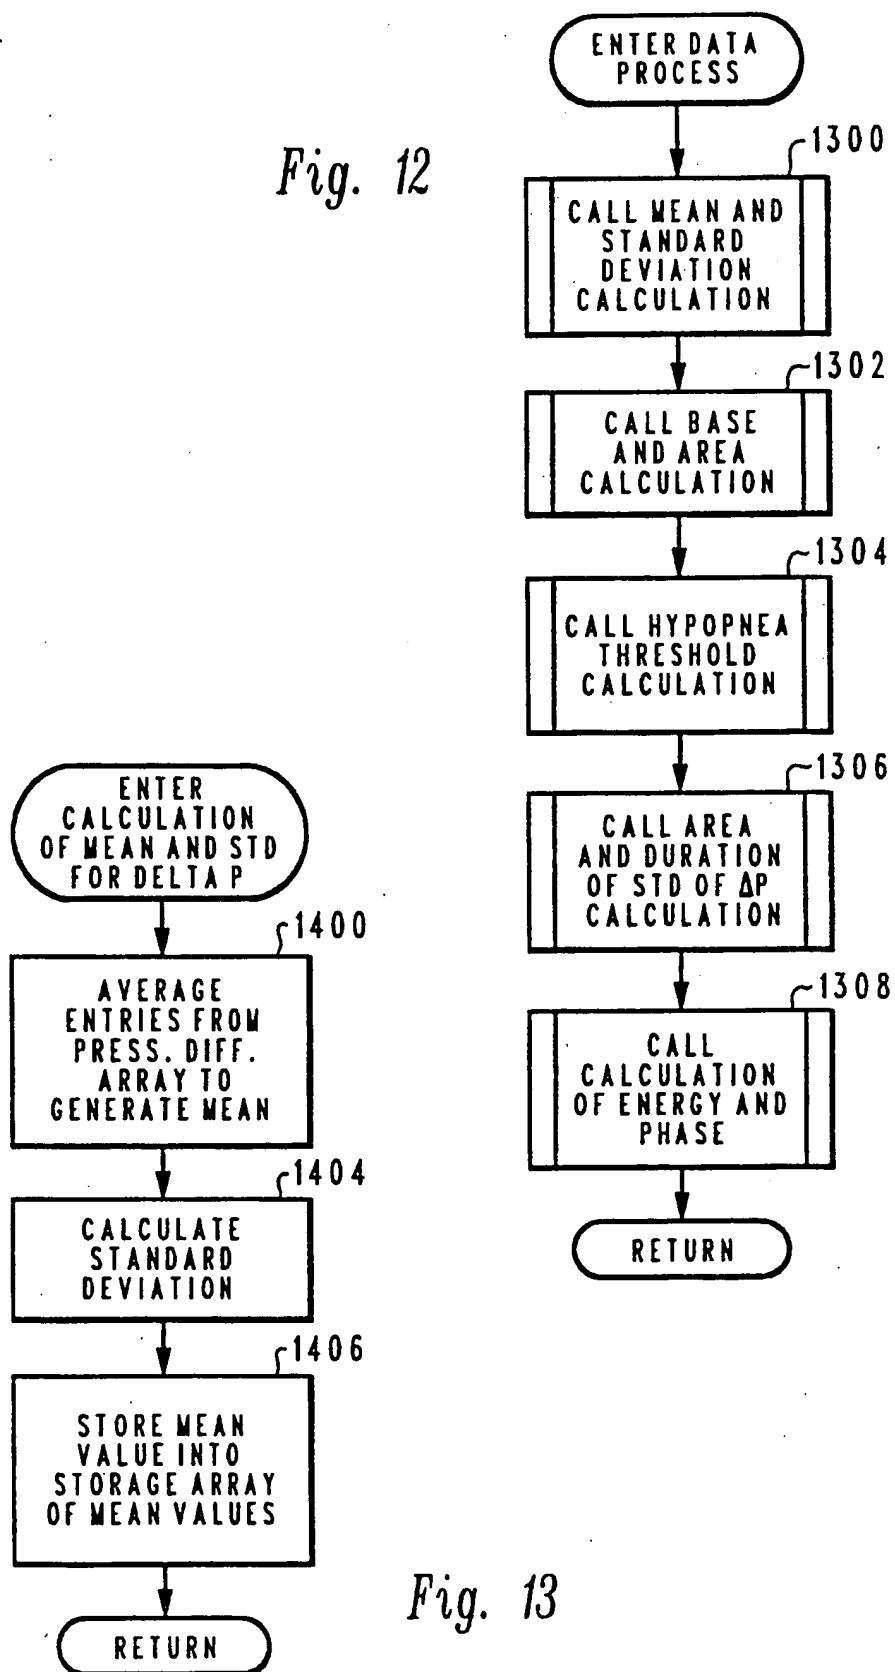 Fig. 12
ENTER DATA
PROCESS
1300
CALL MEAN AND
STANDARD
DEVIATION
CALCULATION
1302
CALL BASE
AND AREA
CALCULATION
1304
CALL HYPOPNEA
THRESHOLD
CALCULATION
1306
CALL AREA
AND DURATION
OF STD OF ΔP
CALCULATION
1308
CALL
CALCULATION
OF ENERGY AND
PHASE
RETURN
ENTER
CALCULATION
OF MEAN AND STD
FOR DELTA P
1400
AVERAGE
ENTRIES FROM
PRESS. DIFF.
ARRAY TO
GENERATE MEAN
1404
CALCULATE
STANDARD
DEVIATION
1406
STORE MEAN
VALUE INTO
STORAGE ARRAY
OF MEAN VALUES
RETURN
Fig. 13